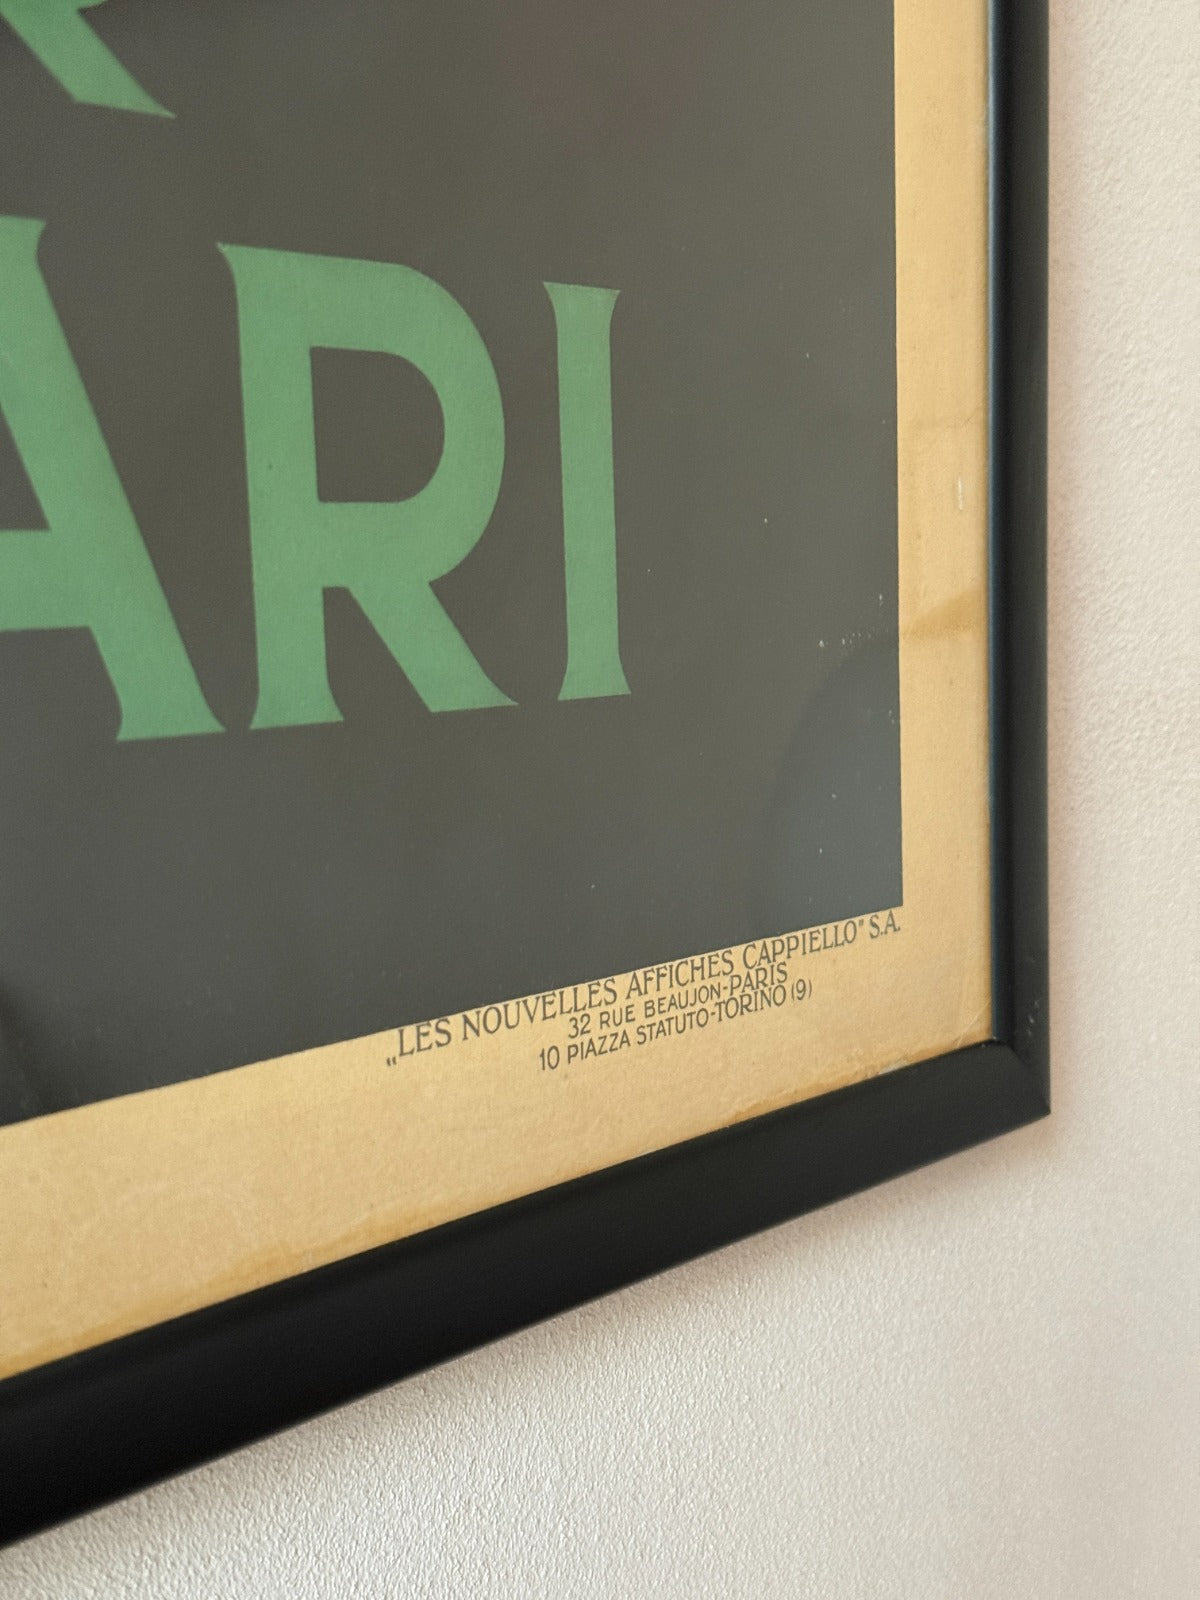 R
ARI
„LES NOUVELLES AFFICHES CAPPIELLO" S.A.
32 RUE BEAUJON-PARIS
10 PIAZZA STATUTO-TORINO (9)